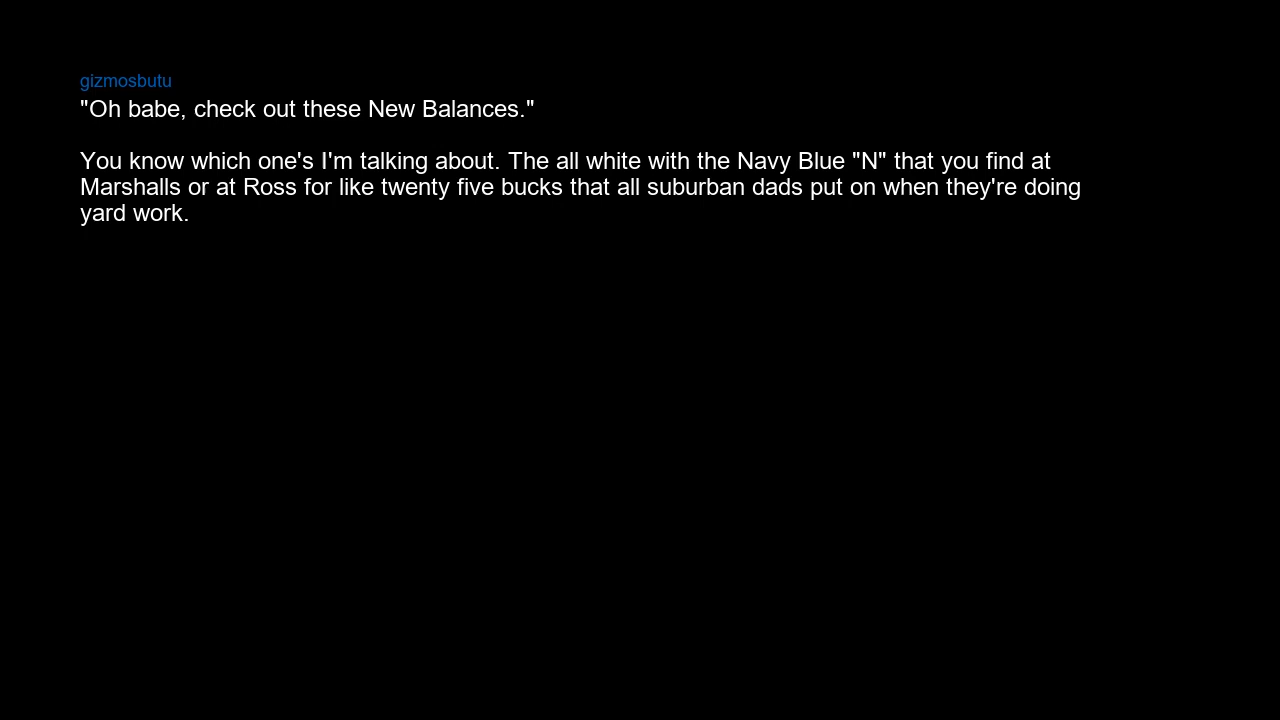 gizmosbutu
"Oh babe, check out these New Balances."
You know which one's I'm talking about. The all white with the Navy Blue "N" that you find at
Marshalls or at Ross for like twenty five bucks that all suburban dads put on when they're doing
yard work.